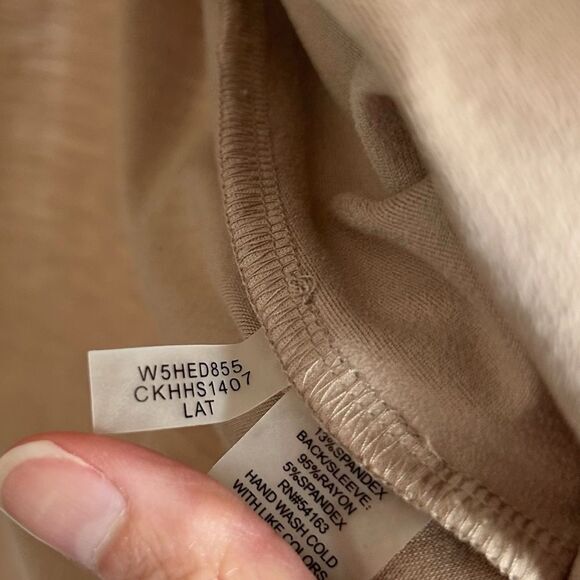 W5HED855
CKHHS1407
LAT
13%SPANDEX
BACK/SLEEVE:
95%RAYON
5%SPANDEX
RN#54163
HAND WASH COLD
WITH LIKE COLORS